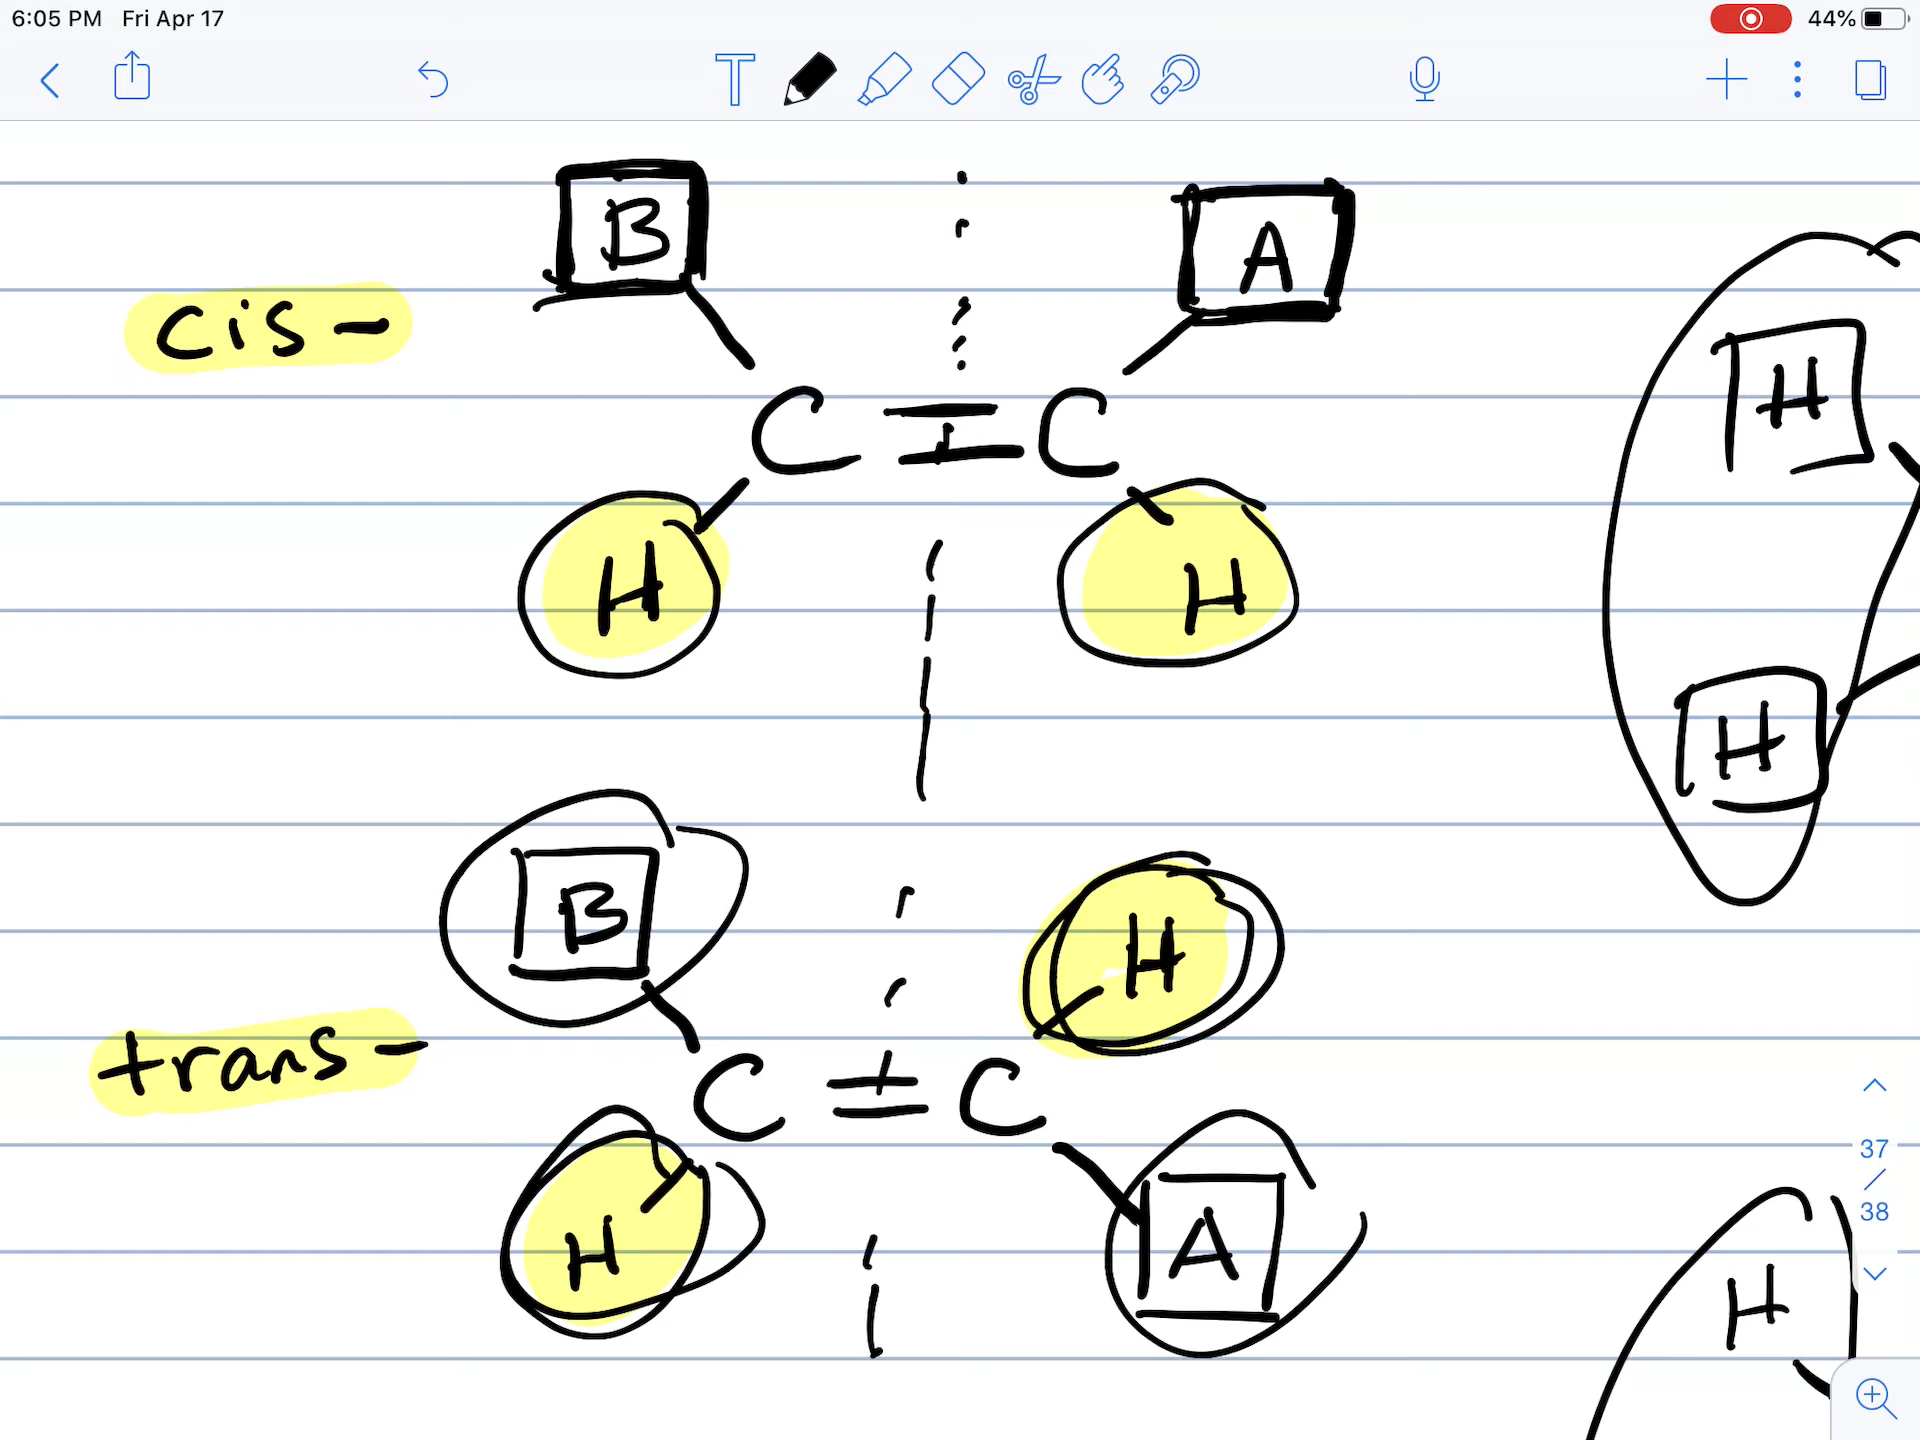 6:05 PM Fri Apr 17 44%
T
B A
cis-
H
C = C
H H
H
B
H
trans-
C = C
37
/
38
H A
H